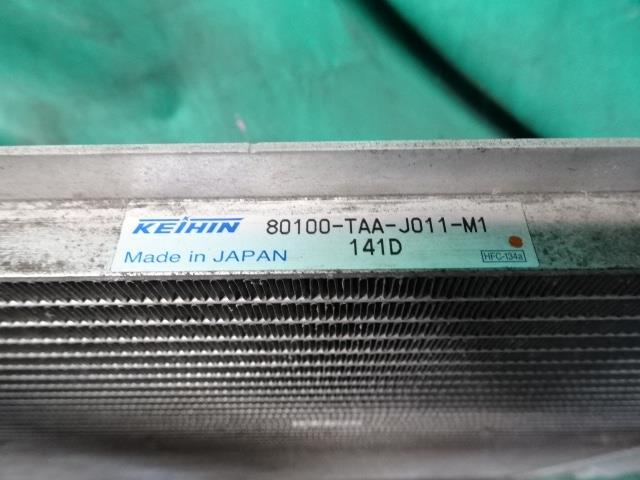 KEIHIN 80100-TAA-J011-M1
141D
Made in JAPAN
HFC-134a